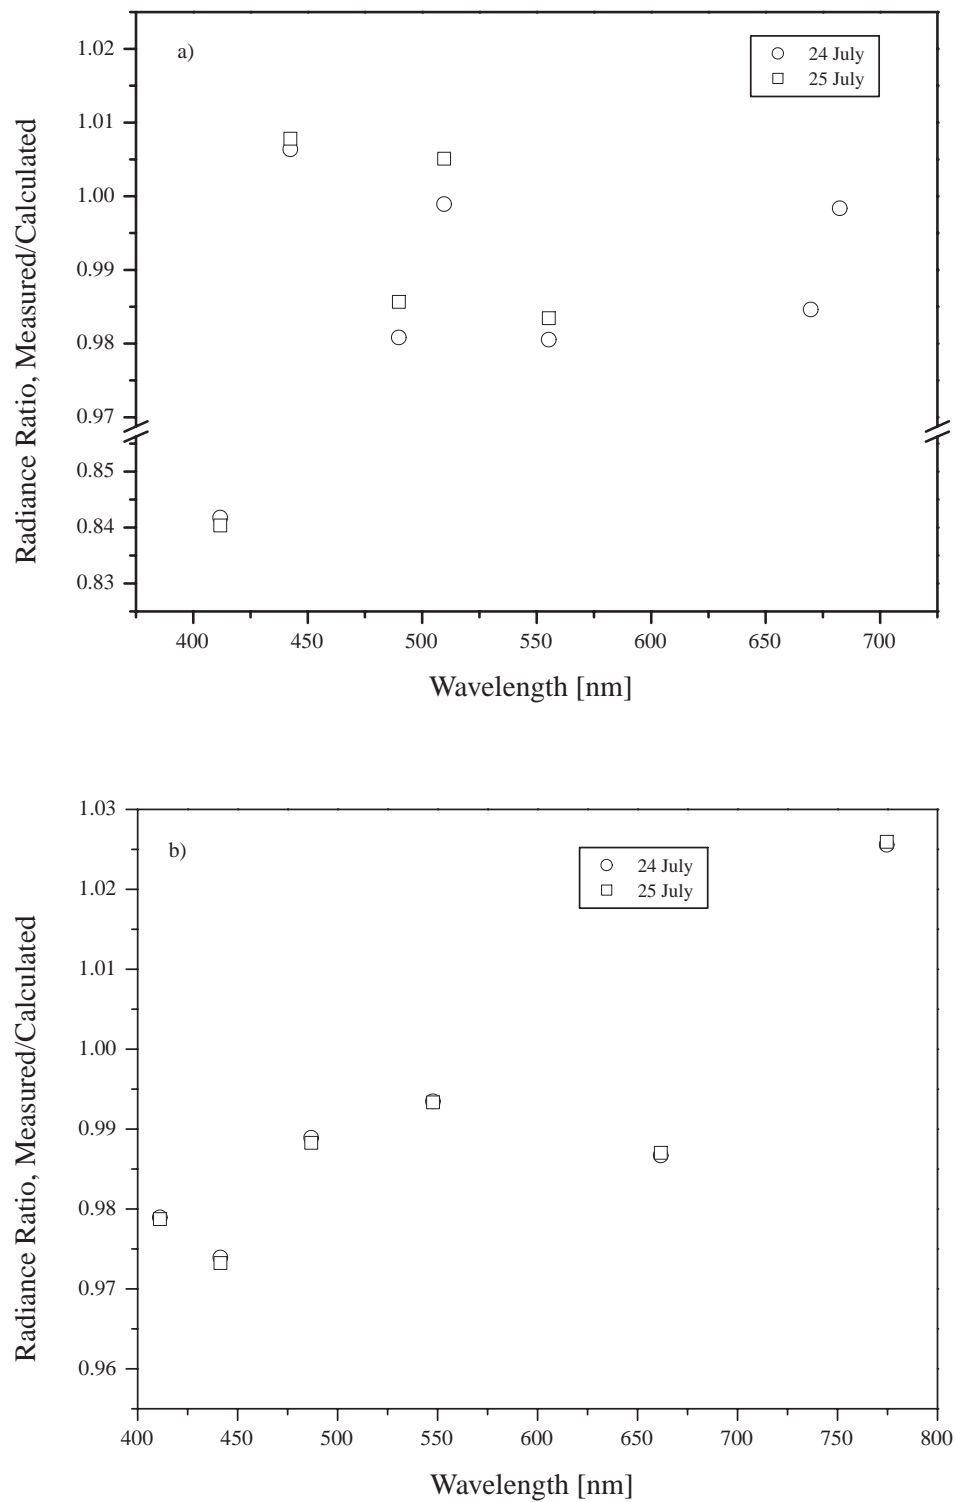 a)
24 July
25 July
Radiance Ratio, Measured/Calculated
1.02
1.01
1.00
0.99
0.98
0.97
0.85
0.84
0.83
400 450 500 550 600 650 700
Wavelength [nm]
b)
24 July
25 July
Radiance Ratio, Measured/Calculated
1.03
1.02
1.01
1.00
0.99
0.98
0.97
0.96
400 450 500 550 600 650 700 750 800
Wavelength [nm]